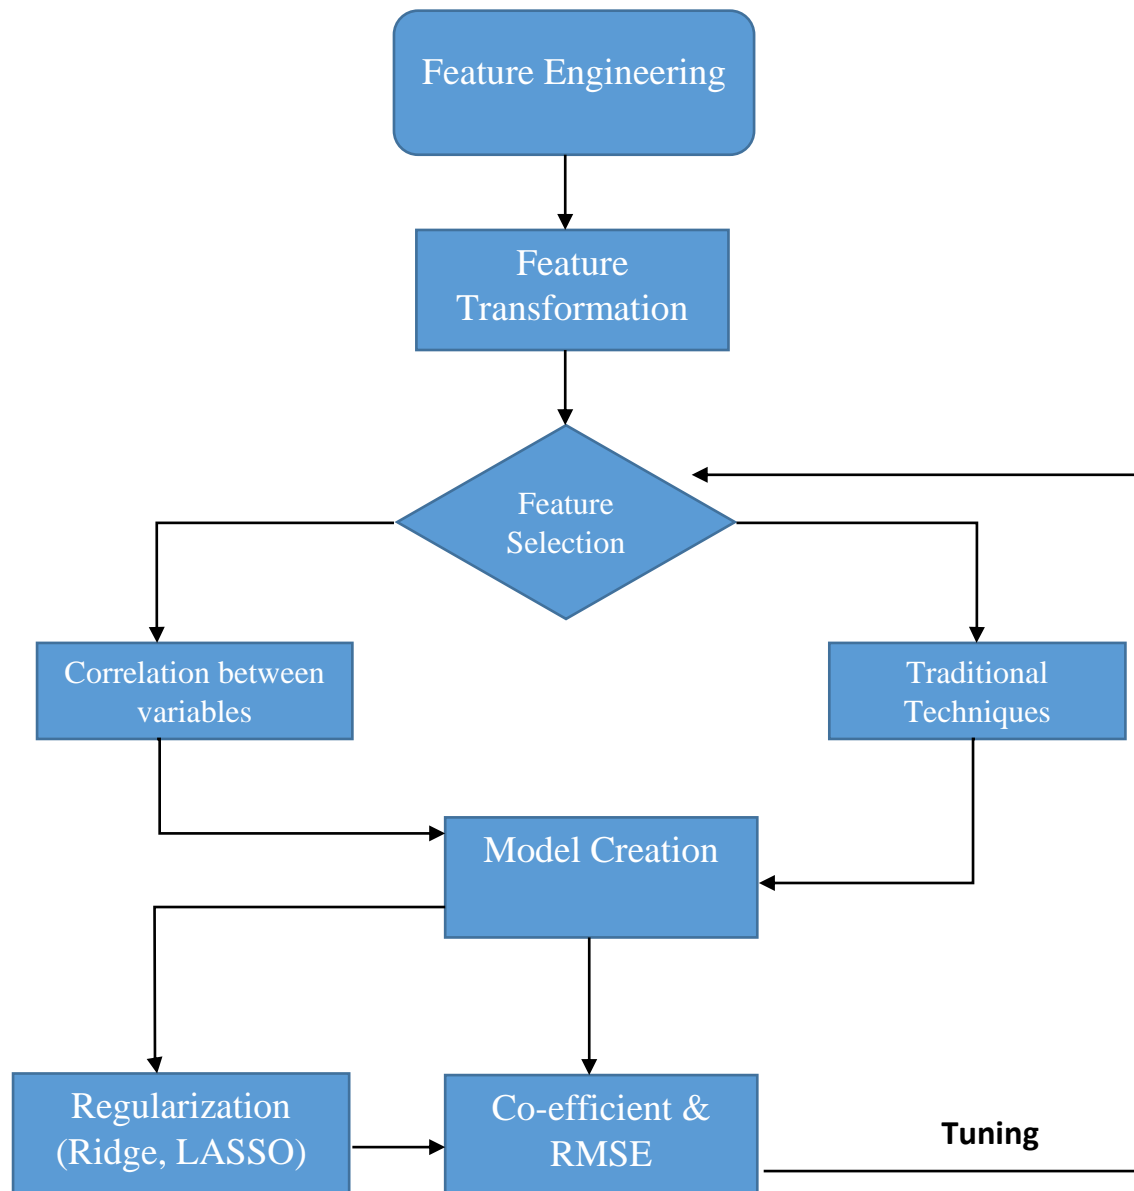 Feature Engineering
Feature
Transformation
Feature
Selection
Correlation between
variables
Traditional
Techniques
Model Creation
Regularization
(Ridge, LASSO)
Co-efficient &
RMSE
Tuning